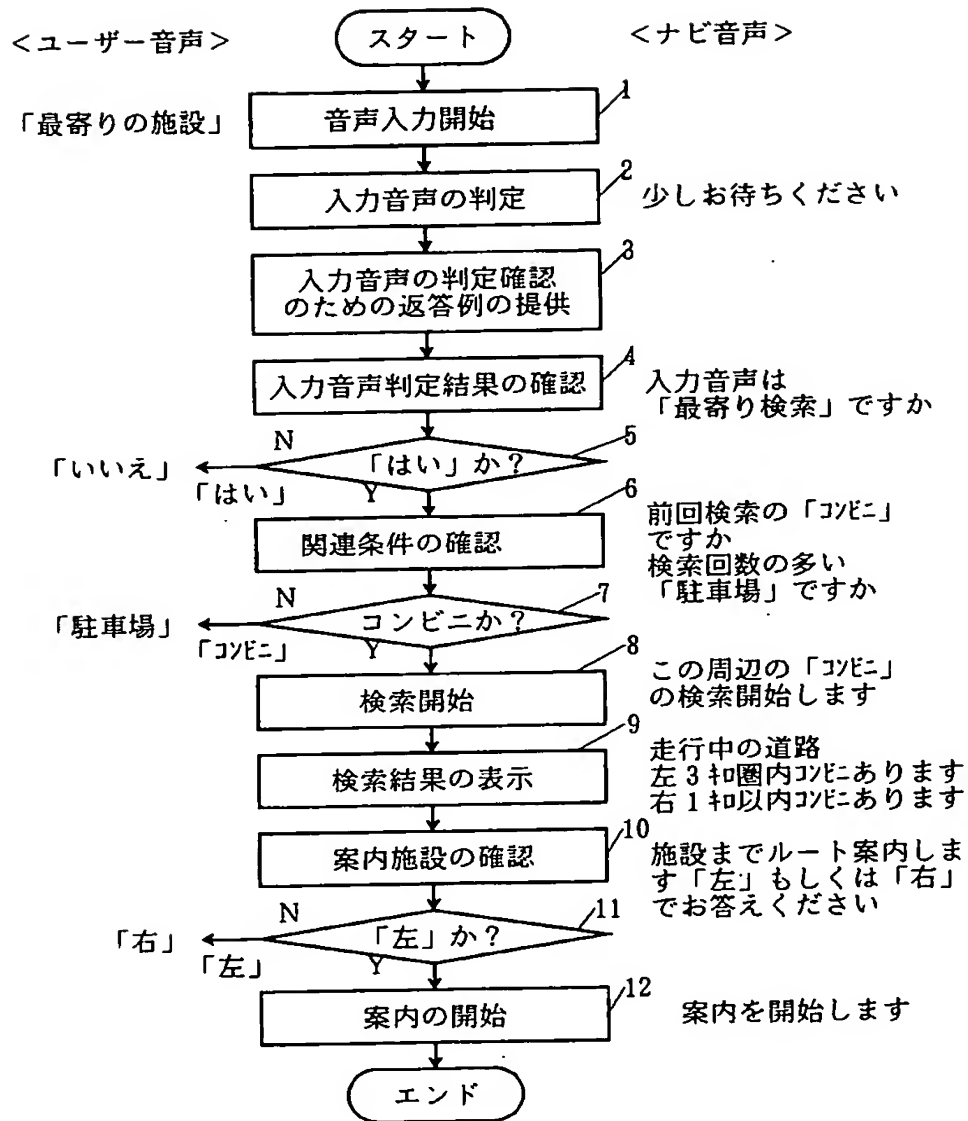 <ユーザー音声>
スタート
<ナビ音声>
1
「最寄りの施設」
音声入力開始
2
入力音声の判定
少しお待ちください
3
入力音声の判定確認
のための返答例の提供
4
入力音声判定結果の確認
入力音声は
「最寄り検索」ですか
N
5
「いいえ」
「はい」か?
「はい」
Y
6
関連条件の確認
前回検索の「コンビニ」
ですか
検索回数の多い
「駐車場」ですか
N
7
「駐車場」
コンビニか?
「コンビニ」
Y
8
検索開始
この周辺の「コンビニ」
の検索開始します
9
検索結果の表示
走行中の道路
左3キロ圏内コンビニあります
右1キロ以内コンビニあります
10
案内施設の確認
施設までルート案内しま
す「左」もしくは「右」
でお答えください
N
11
「右」
「左」か?
「左」
Y
12
案内の開始
案内を開始します
エンド